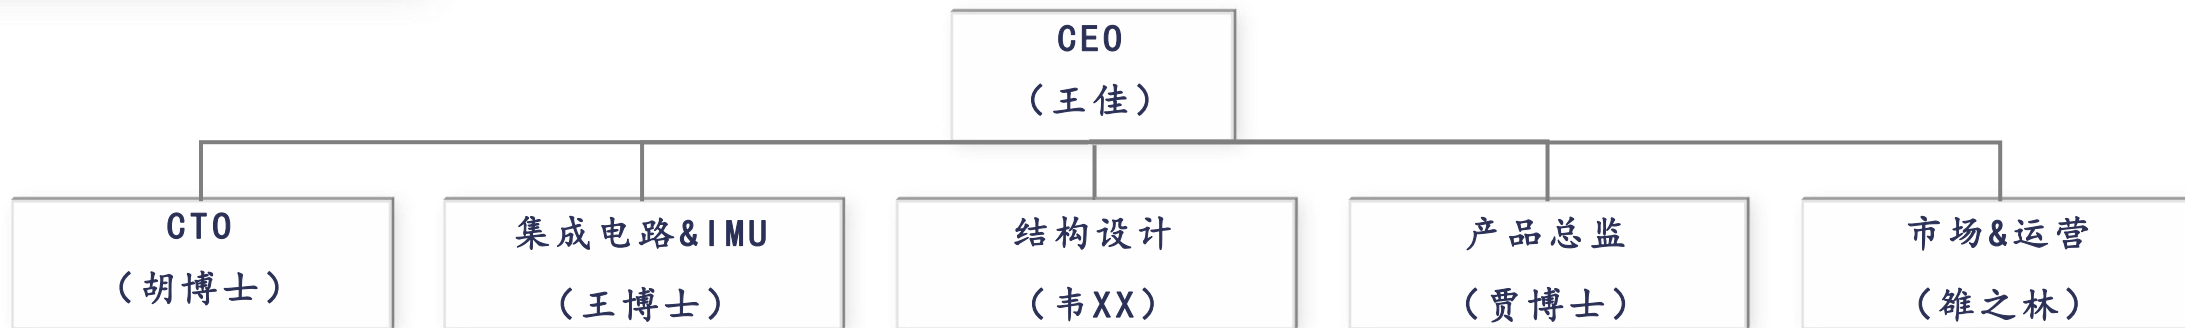 CEO
（王佳）
CTO
（胡博士）
集成电路&IMU
（王博士）
结构设计
（韦XX）
产品总监
（贾博士）
市场&运营
（雒之林）